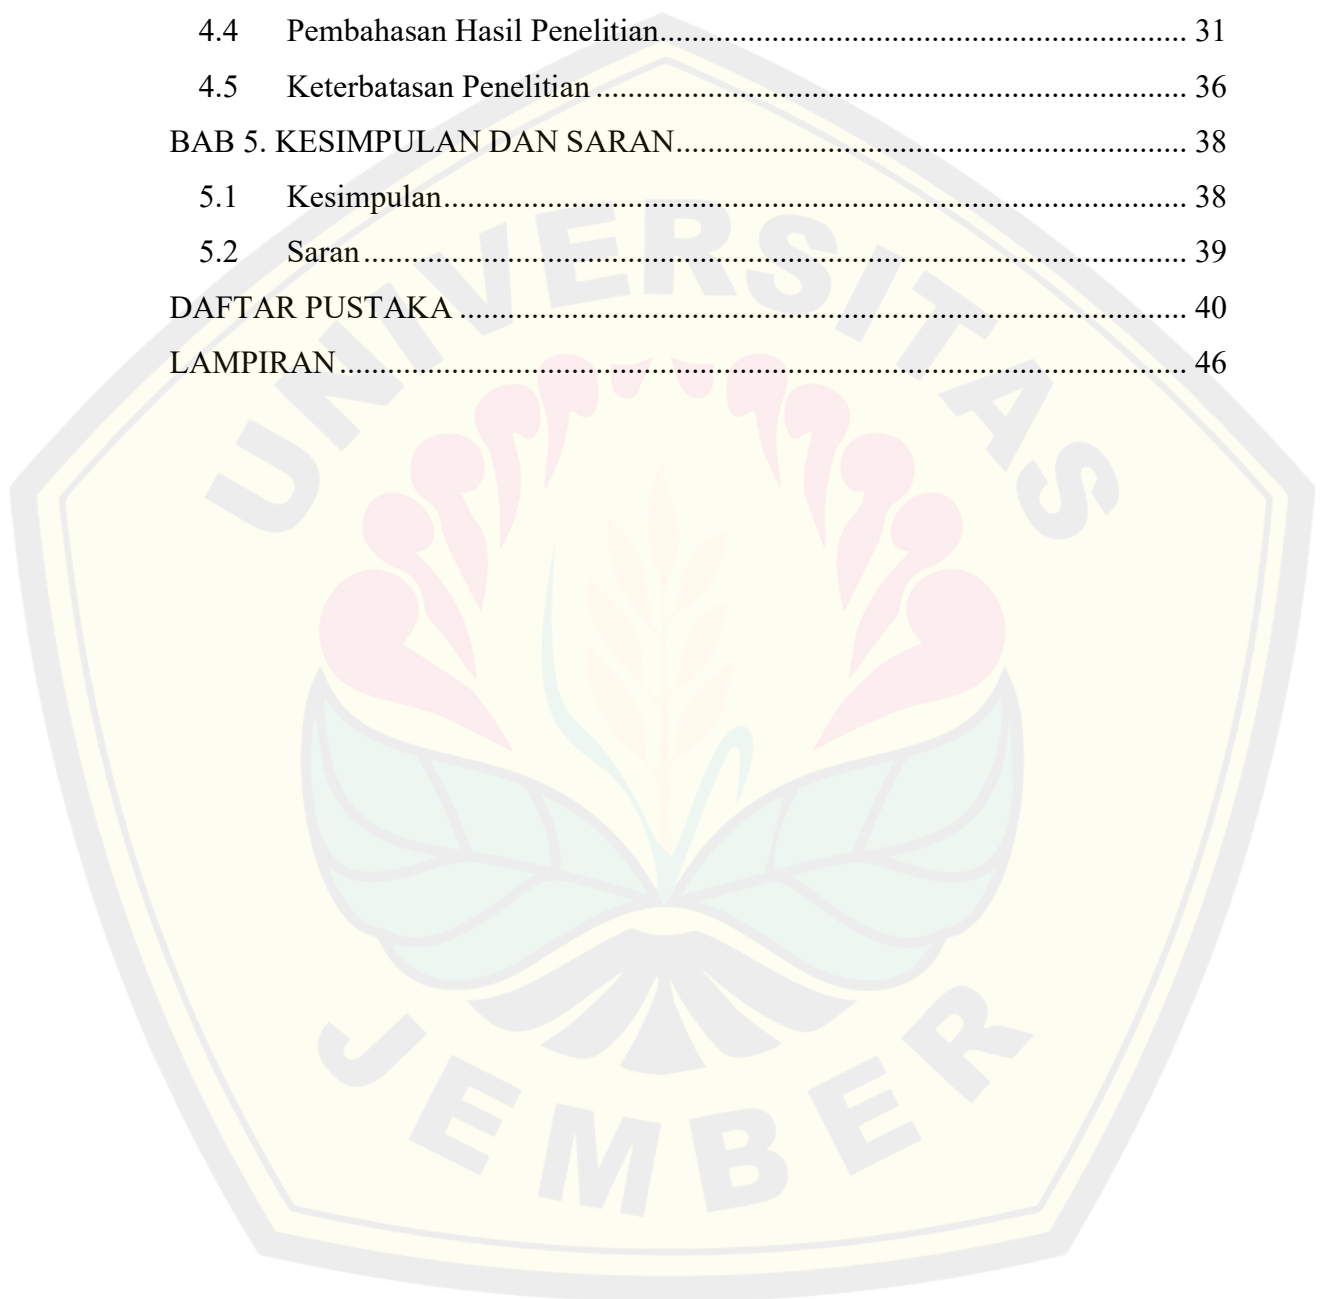 4.4 Pembahasan Hasil Penelitian.................................................................. 31
4.5 Keterbatasan Penelitian.......................................................................... 36
BAB 5. KESIMPULAN DAN SARAN................................................................ 38
5.1 Kesimpulan............................................................................................. 38
5.2 Saran....................................................................................................... 39
DAFTAR PUSTAKA........................................................................................... 40
LAMPIRAN.......................................................................................................... 46
UNIVERSITAS
JEMBER